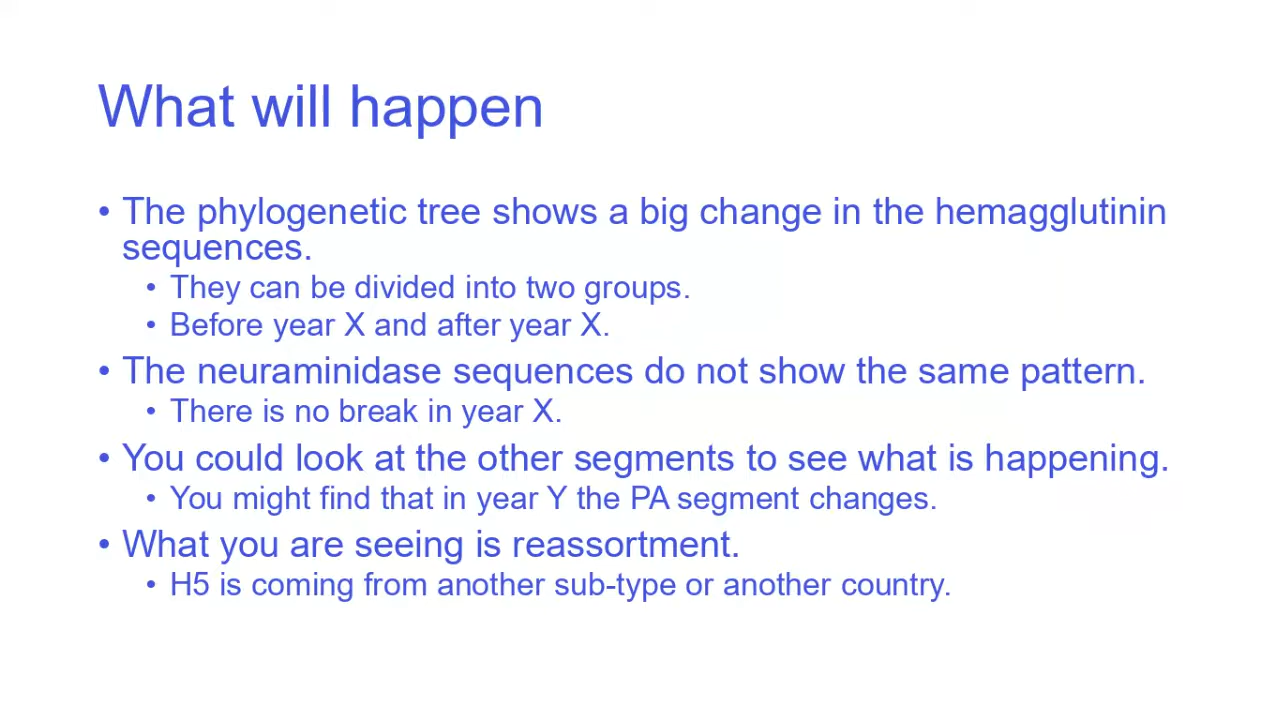 What will happen
• The phylogenetic tree shows a big change in the hemagglutinin
sequences.
• They can be divided into two groups.
• Before year X and after year X.
• The neuraminidase sequences do not show the same pattern.
• There is no break in year X.
• You could look at the other segments to see what is happening.
• You might find that in year Y the PA segment changes.
• What you are seeing is reassortment.
• H5 is coming from another sub-type or another country.